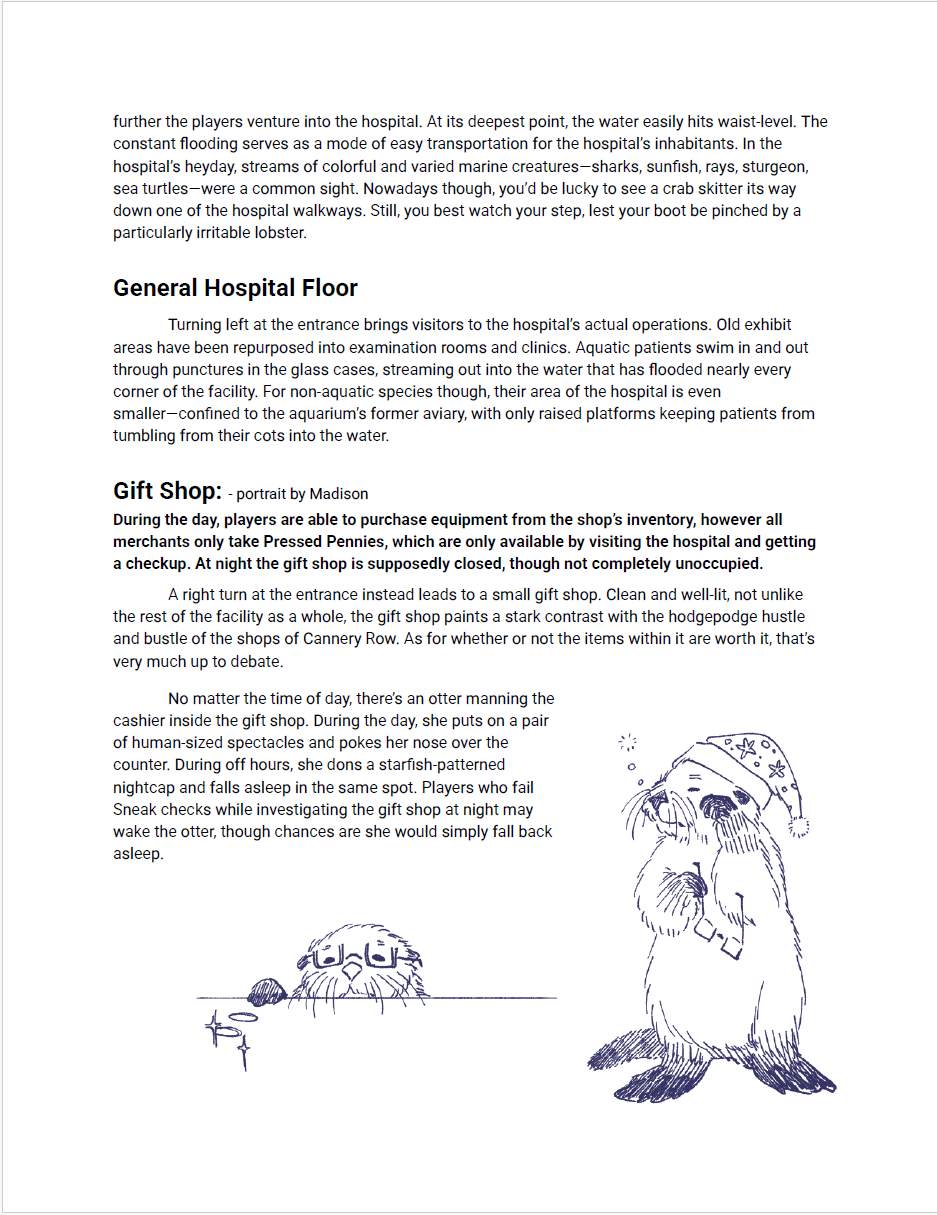 further the players venture into the hospital. At its deepest point, the water easily hits waist-level. The
constant flooding serves as a mode of easy transportation for the hospital’s inhabitants. In the
hospital’s heyday, streams of colorful and varied marine creatures—sharks, sunfish, rays, sturgeon,
sea turtles—were a common sight. Nowadays though, you’d be lucky to see a crab skitter its way
down one of the hospital walkways. Still, you best watch your step, lest your boot be pinched by a
particularly irritable lobster.
General Hospital Floor
Turning left at the entrance brings visitors to the hospital’s actual operations. Old exhibit
areas have been repurposed into examination rooms and clinics. Aquatic patients swim in and out
through punctures in the glass cases, streaming out into the water that has flooded nearly every
corner of the facility. For non-aquatic species though, their area of the hospital is even
smaller—confined to the aquarium’s former aviary, with only raised platforms keeping patients from
tumbling from their cots into the water.
Gift Shop: - portrait by Madison
During the day, players are able to purchase equipment from the shop’s inventory, however all
merchants only take Pressed Pennies, which are only available by visiting the hospital and getting
a checkup. At night the gift shop is supposedly closed, though not completely unoccupied.
A right turn at the entrance instead leads to a small gift shop. Clean and well-lit, not unlike
the rest of the facility as a whole, the gift shop paints a stark contrast with the hodgepodge hustle
and bustle of the shops of Cannery Row. As for whether or not the items within it are worth it, that’s
very much up to debate.
No matter the time of day, there’s an otter manning the
cashier inside the gift shop. During the day, she puts on a pair
of human-sized spectacles and pokes her nose over the
counter. During off hours, she dons a starfish-patterned
nightcap and falls asleep in the same spot. Players who fail
Sneak checks while investigating the gift shop at night may
wake the otter, though chances are she would simply fall back
asleep.